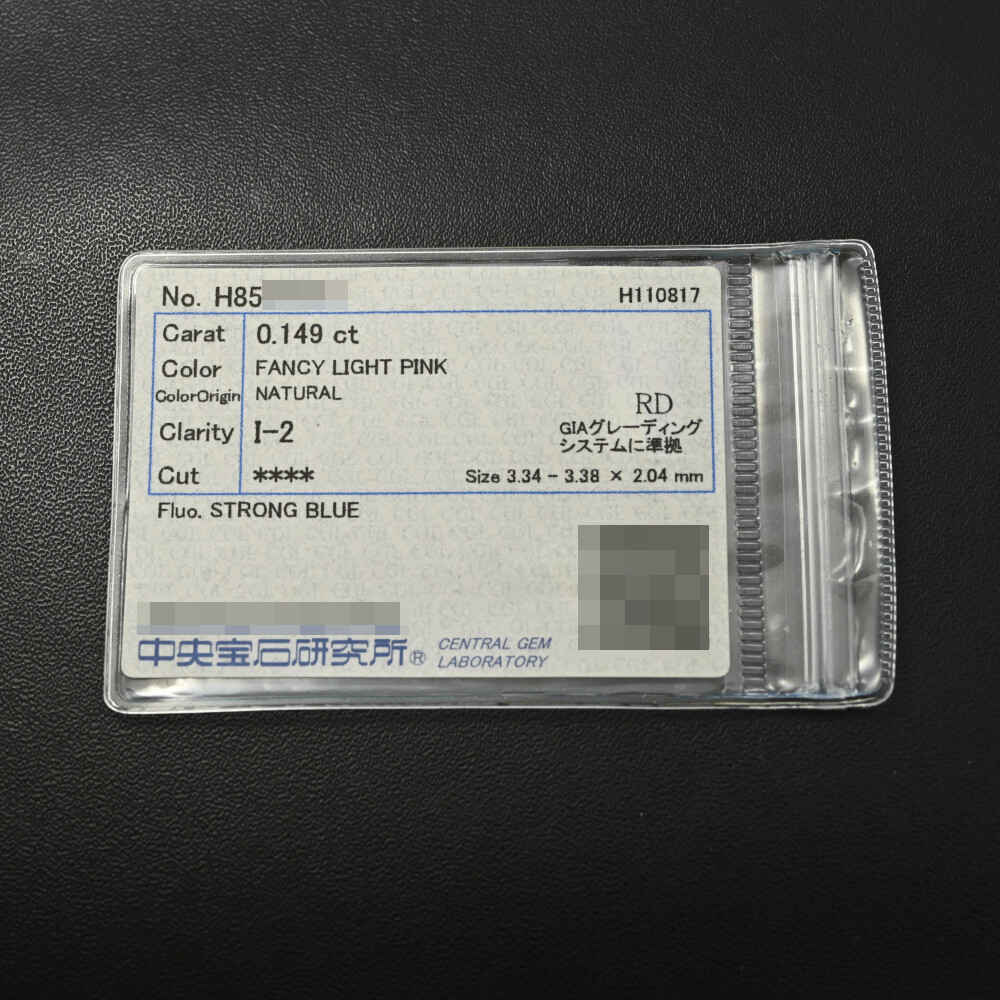 No. H85
H110817
Carat 0.149 ct
Color FANCY LIGHT PINK
ColorOrigin NATURAL
RD
Clarity I-2
GIAグレーディング
システムに準拠
Cut ****
Size 3.34 - 3.38 × 2.04 mm
Fluo. STRONG BLUE
中央宝石研究所® CENTRAL GEM
LABORATORY